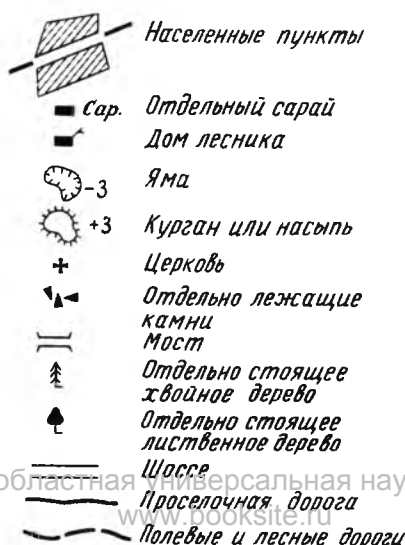 Населенные пункты
Сар. Отдельный сарай
Дом лесника
-3 Яма
+3 Курган или насыпь
Церковь
Отдельно лежащие
камни
Мост
Отдельно стоящее
хвойное дерево
Отдельно стоящее
лиственное дерево
Шоссе
областная универсальная нау
Проселочная дорога
www.booksite.ru
Полевые и лесные дороги